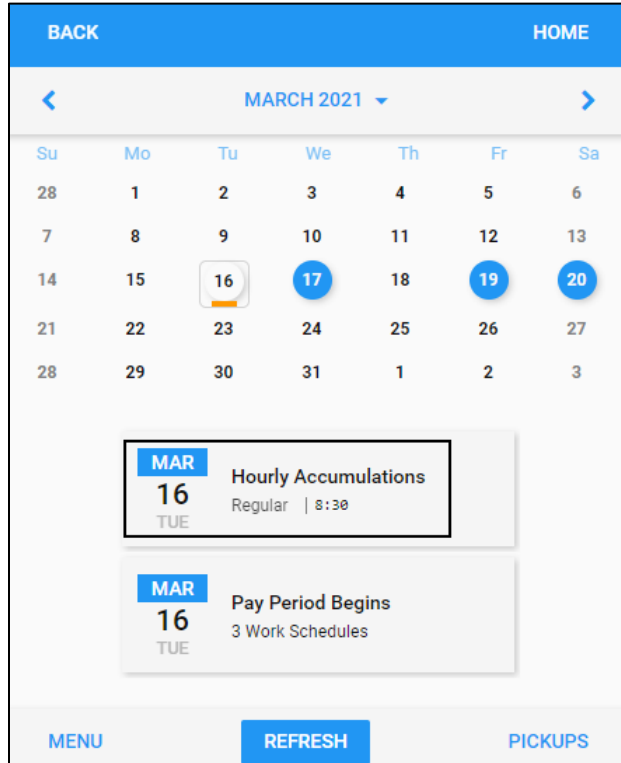 BACK HOME
MARCH 2021
Su Mo Tu We Th Fr Sa
28 1 2 3 4 5 6
7 8 9 10 11 12 13
14 15 16 17 18 19 20
21 22 23 24 25 26 27
28 29 30 31 1 2 3
MAR
16
TUE
Hourly Accumulations
Regular | 8:30
MAR
16
TUE
Pay Period Begins
3 Work Schedules
MENU REFRESH PICKUPS